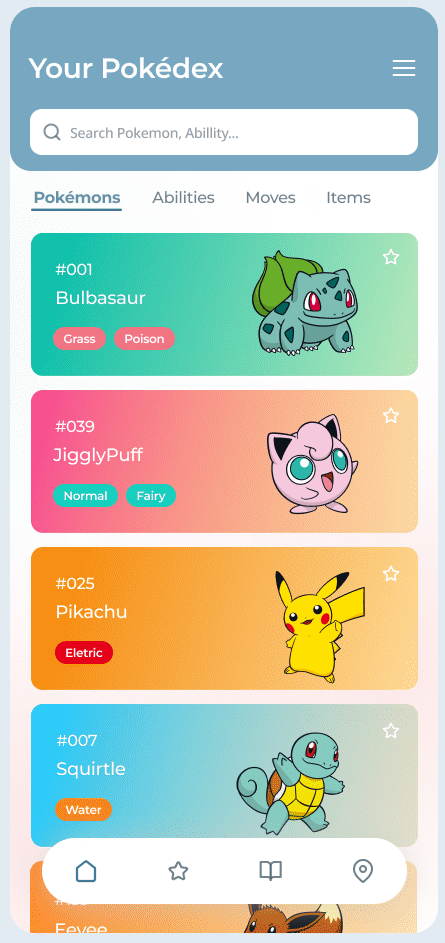 Your Pokédex
Search Pokemon, Abillity...
Pokémons Abilities Moves Items
#001
Bulbasaur
Grass Poison
#039
JigglyPuff
Normal Fairy
#025
Pikachu
Eletric
#007
Squirtle
Water
Eevee